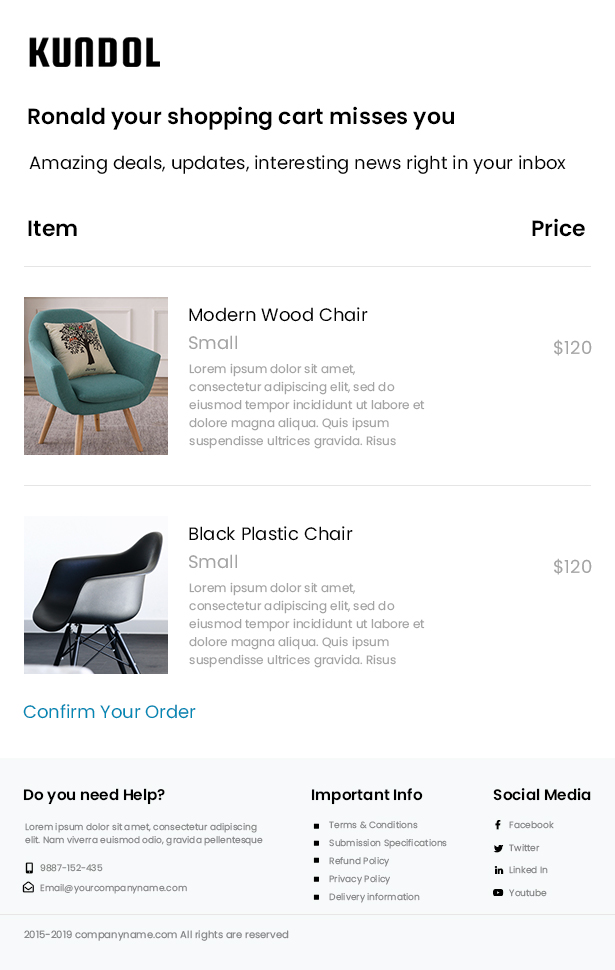 KUNDOL
Ronald your shopping cart misses you
Amazing deals, updates, interesting news right in your inbox
Item Price
Modern Wood Chair
Small
$120
Lorem ipsum dolor sit amet,
consectetur adipiscing elit, sed do
eiusmod tempor incididunt ut labore et
dolore magna aliqua. Quis ipsum
suspendisse ultrices gravida. Risus
Black Plastic Chair
Small
$120
Lorem ipsum dolor sit amet,
consectetur adipiscing elit, sed do
eiusmod tempor incididunt ut labore et
dolore magna aliqua. Quis ipsum
suspendisse ultrices gravida. Risus
Confirm Your Order
Do you need Help?
Lorem ipsum dolor sit amet, consectetur adipiscing
elit. Nam viverra euismod odio, gravida pellentesque
9887-152-435
Email@yourcompanyname.com
Important Info
Terms & Conditions
Submission Specifications
Refund Policy
Privacy Policy
Delivery information
Social Media
Facebook
Twitter
Linked In
Youtube
2015-2019 companyname.com All rights are reserved